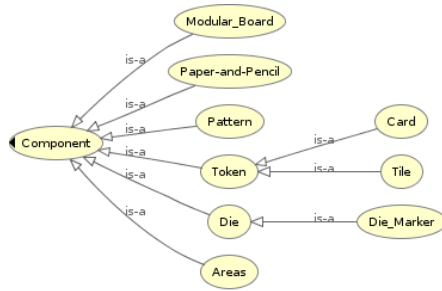 Modular_Board
is-a
Paper-and-Pencil
is-a
Pattern
is-a
Component
is-a
Token
is-a
Card
is-a
Tile
is-a
Die
is-a
Die_Marker
is-a
Areas